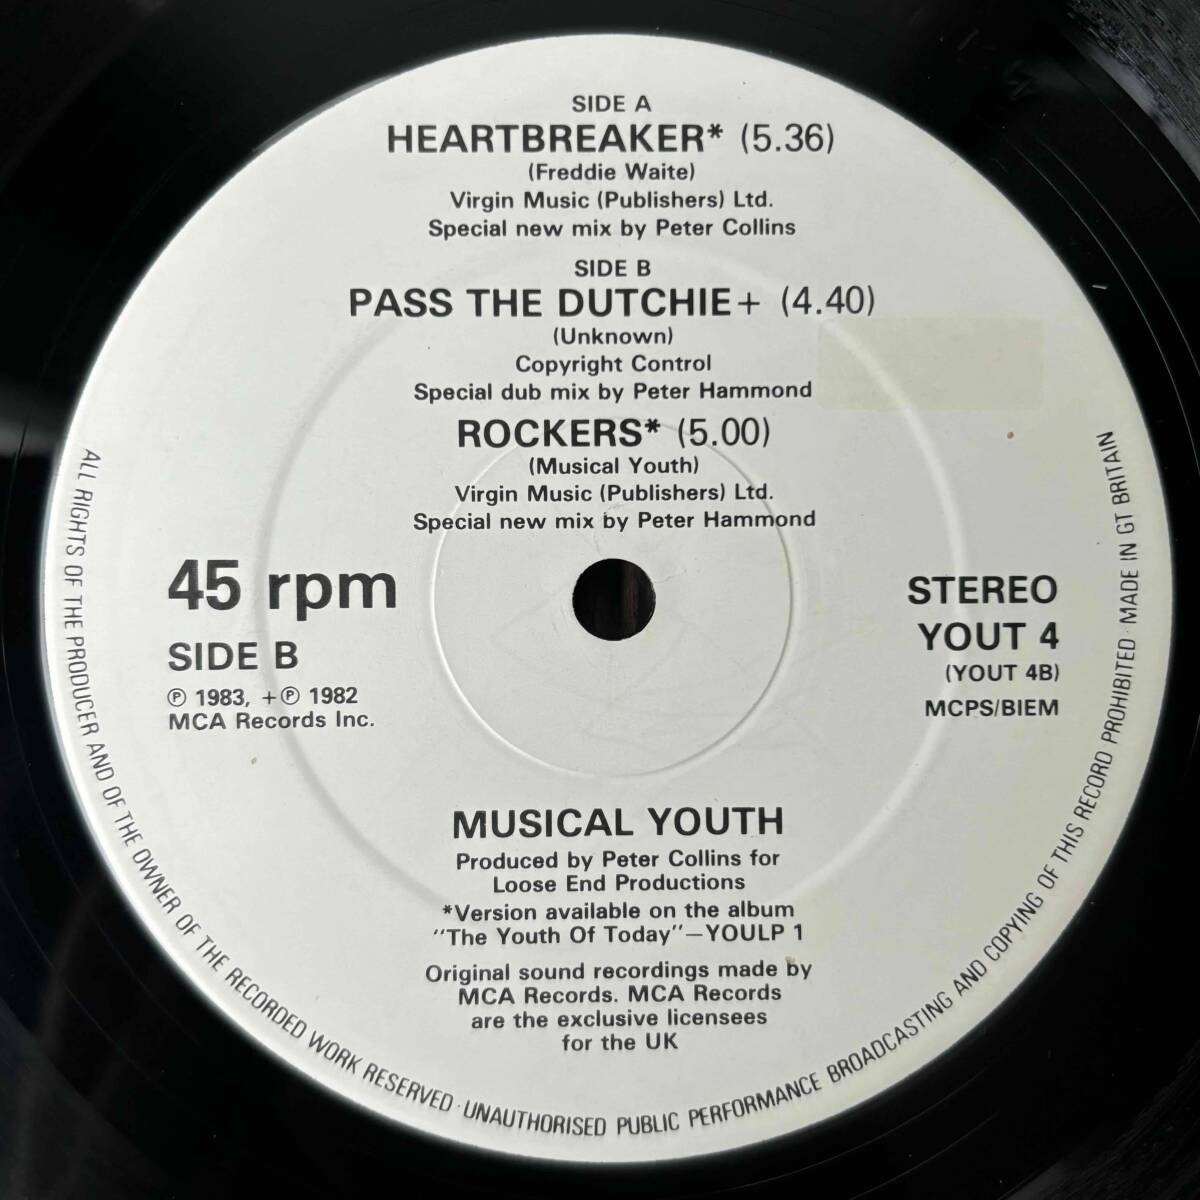 SIDE A
HEARTBREAKER* (5.36)
(Freddie Waite)
Virgin Music (Publishers) Ltd.
Special new mix by Peter Collins
SIDE B
PASS THE DUTCHIE+ (4.40)
(Unknown)
Copyright Control
Special dub mix by Peter Hammond
ROCKERS* (5.00)
(Musical Youth)
Virgin Music (Publishers) Ltd.
Special new mix by Peter Hammond
45 rpm
SIDE B
℗ 1983, +℗ 1982
MCA Records Inc.
STEREO
YOUT 4
(YOUT 4B)
MCPS/BIEM
MUSICAL YOUTH
Produced by Peter Collins for
Loose End Productions
*Version available on the album
"The Youth Of Today"—YOULP 1
Original sound recordings made by
MCA Records. MCA Records
are the exclusive licensees
for the UK
ALL RIGHTS OF THE PRODUCER AND OF THE OWNER OF THE RECORDED WORK RESERVED · UNAUTHORISED PUBLIC PERFORMANCE BROADCASTING AND COPYING OF THIS RECORD PROHIBITED · MADE IN GT BRITAIN